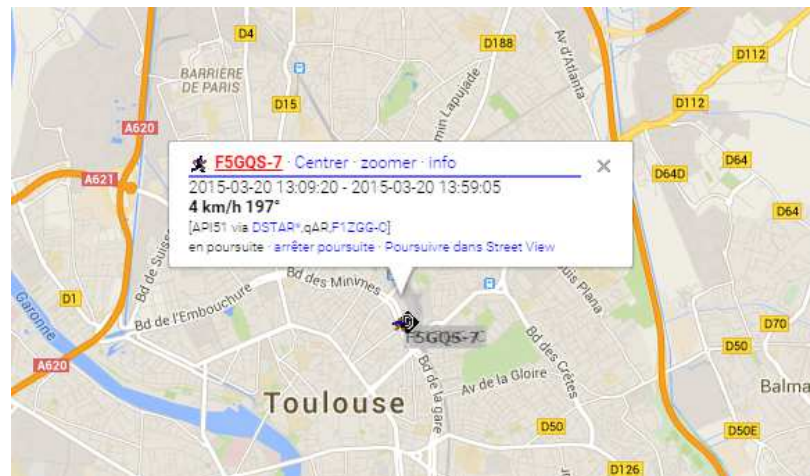 D4
D188
Av d'Atlanta
D112
BARRIÈRE
DE PARIS
D15
D112
A620
F5GQS-7 · Centrer · zoomer · info
2015-03-20 13:09:20 - 2015-03-20 13:59:05
4 km/h 197°
[API51 via DSTAR*,qAR,F1ZGG-C]
en poursuite · arrêter poursuite · Poursuivre dans Street View
D64
D64D
D64
A621
Bd des Minimes
D1
Bd de l'Embouchure
Garonne
F5GQS-7
D70
D50
Bd des Crêtes
A620
Av de la Gloire
Balma
Toulouse
Bd de la gare
D50
D50E
D126